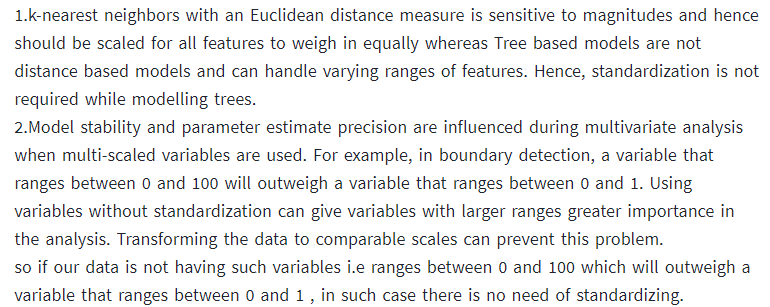 1.k-nearest neighbors with an Euclidean distance measure is sensitive to magnitudes and hence
should be scaled for all features to weigh in equally whereas Tree based models are not
distance based models and can handle varying ranges of features. Hence, standardization is not
required while modelling trees.
2.Model stability and parameter estimate precision are influenced during multivariate analysis
when multi-scaled variables are used. For example, in boundary detection, a variable that
ranges between 0 and 100 will outweigh a variable that ranges between 0 and 1. Using
variables without standardization can give variables with larger ranges greater importance in
the analysis. Transforming the data to comparable scales can prevent this problem.
so if our data is not having such variables i.e ranges between 0 and 100 which will outweigh a
variable that ranges between 0 and 1 , in such case there is no need of standardizing.